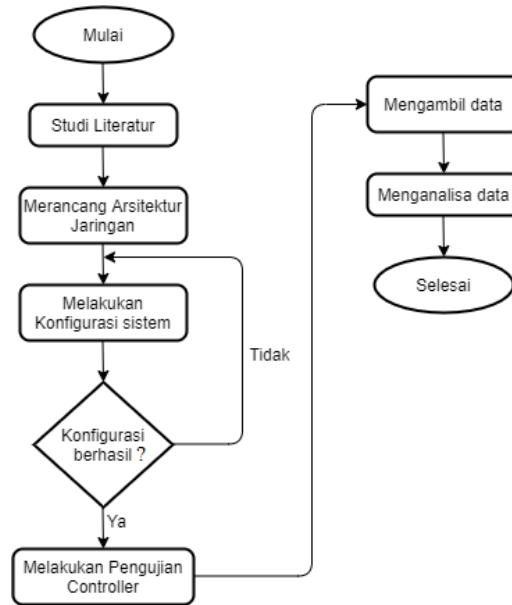 Mulai
Studi Literatur
Merancang Arsitektur
Jaringan
Melakukan
Konfigurasi sistem
Tidak
Konfigurasi
berhasil ?
Ya
Melakukan Pengujian
Controller
Mengambil data
Menganalisa data
Selesai